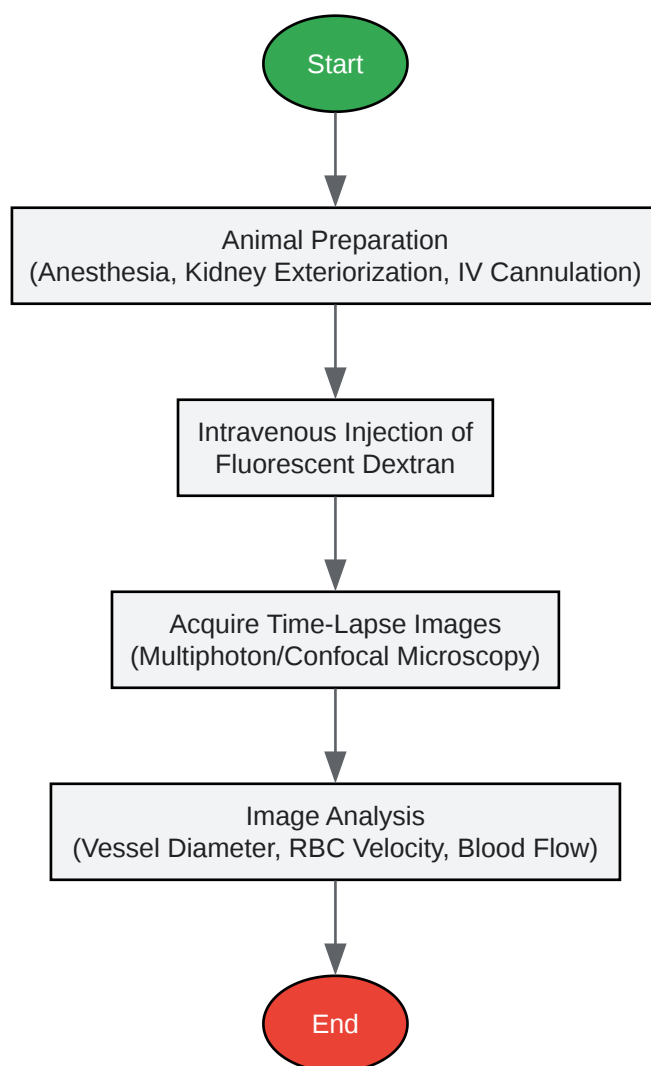 Start
Animal Preparation
(Anesthesia, Kidney Exteriorization, IV Cannulation)
Intravenous Injection of
Fluorescent Dextran
Acquire Time-Lapse Images
(Multiphoton/Confocal Microscopy)
Image Analysis
(Vessel Diameter, RBC Velocity, Blood Flow)
End